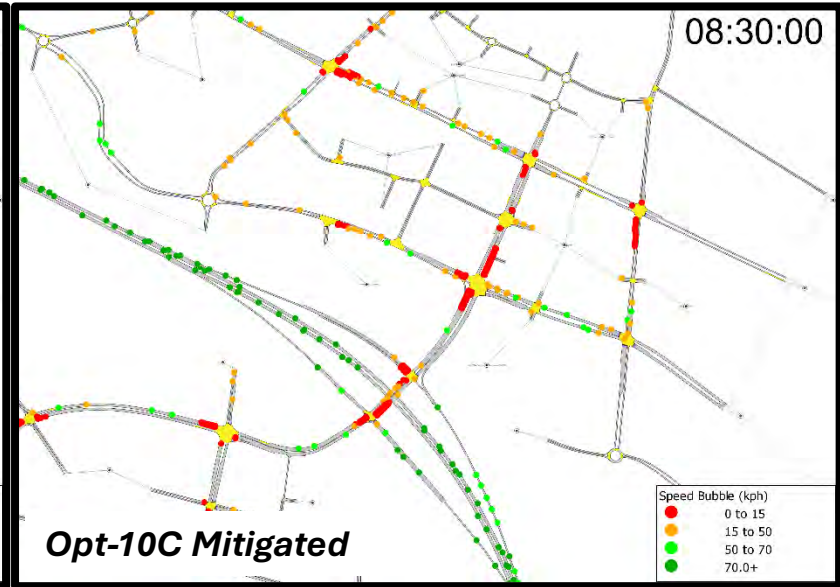 08:30:00
Speed Bubble (kph)
0 to 15
15 to 50
50 to 70
70.0+
Opt-10C Mitigated